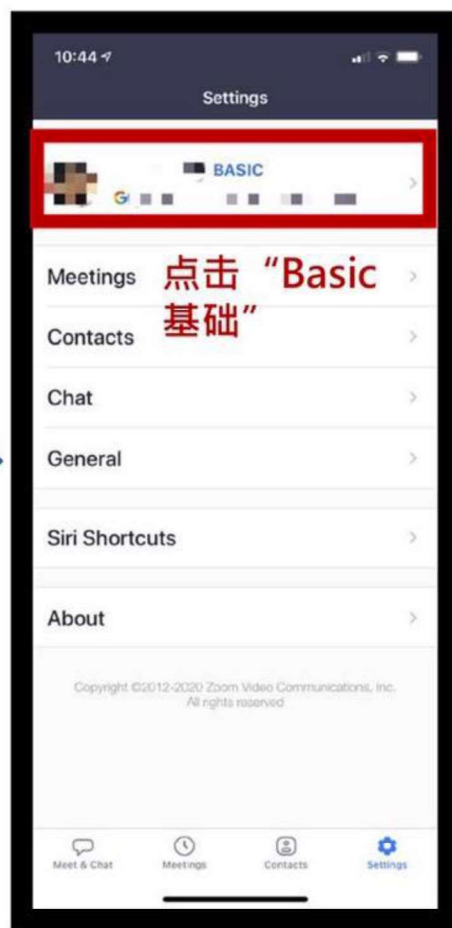 10:44
Settings
BASIC
G
Meetings
点击“Basic
基础”
Contacts
Chat
General
Siri Shortcuts
About
Copyright ©2012-2020 Zoom Video Communications, Inc.
All rights reserved
Meet & Chat
Meetings
Contacts
Settings